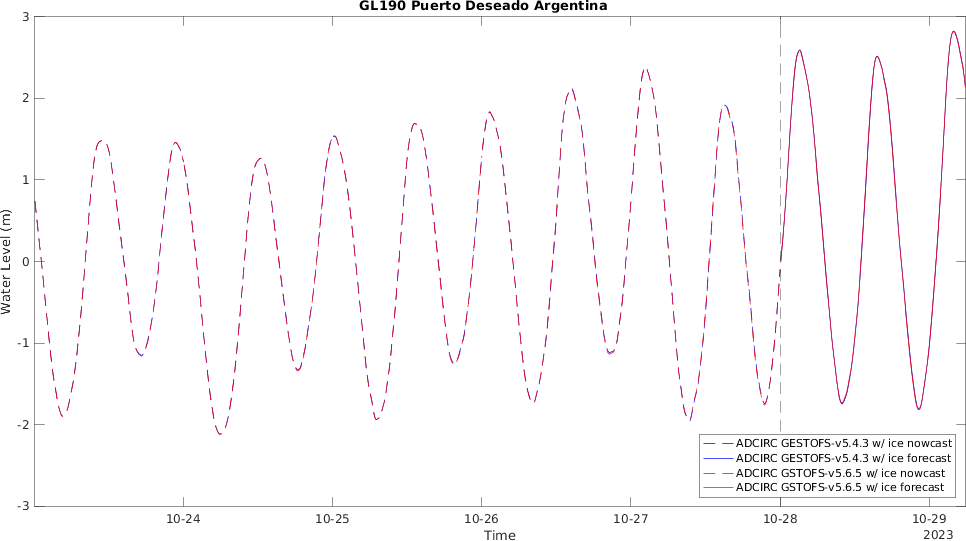 GL190 Puerto Deseado Argentina
3
2
1
0
-1
-2
-3
Water Level (m)
10-24
10-25
10-26
10-27
10-28
10-29
Time
2023
ADCIRC GESTOFS-v5.4.3 w/ ice nowcast
ADCIRC GESTOFS-v5.4.3 w/ ice forecast
ADCIRC GSTOFS-v5.6.5 w/ ice nowcast
ADCIRC GSTOFS-v5.6.5 w/ ice forecast